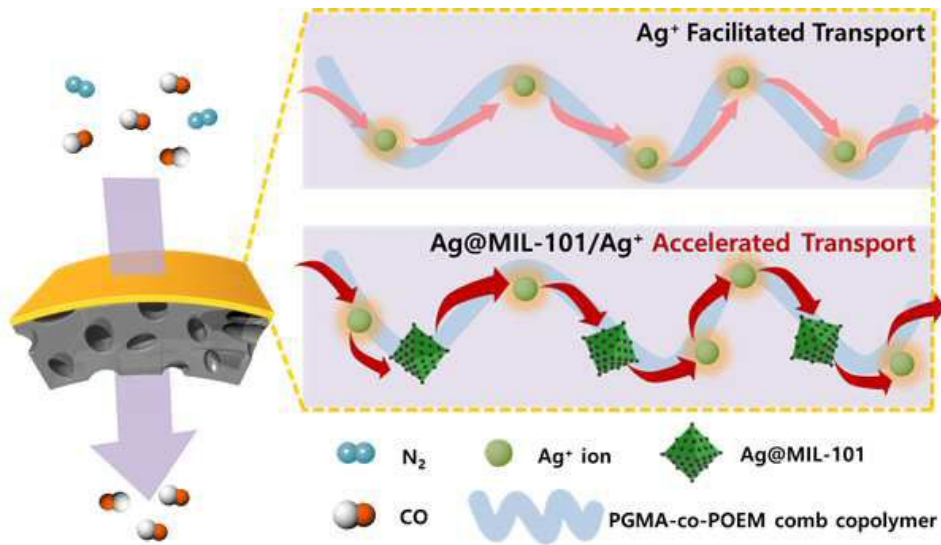 Ag⁺ Facilitated Transport
Ag@MIL-101/Ag⁺ Accelerated Transport
N₂
Ag⁺ ion
Ag@MIL-101
CO
PGMA-co-POEM comb copolymer